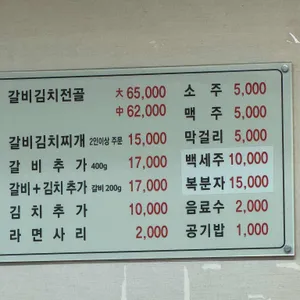 갈비김치전골 大 65,000
中 62,000
갈비김치찌개 2인이상 주문 15,000
갈비추가 400g 17,000
갈비+김치추가 갈비 200g 17,000
김치추가 10,000
라면사리 2,000
소주 5,000
맥주 5,000
막걸리 5,000
백세주 10,000
복분자 15,000
음료수 2,000
공기밥 1,000